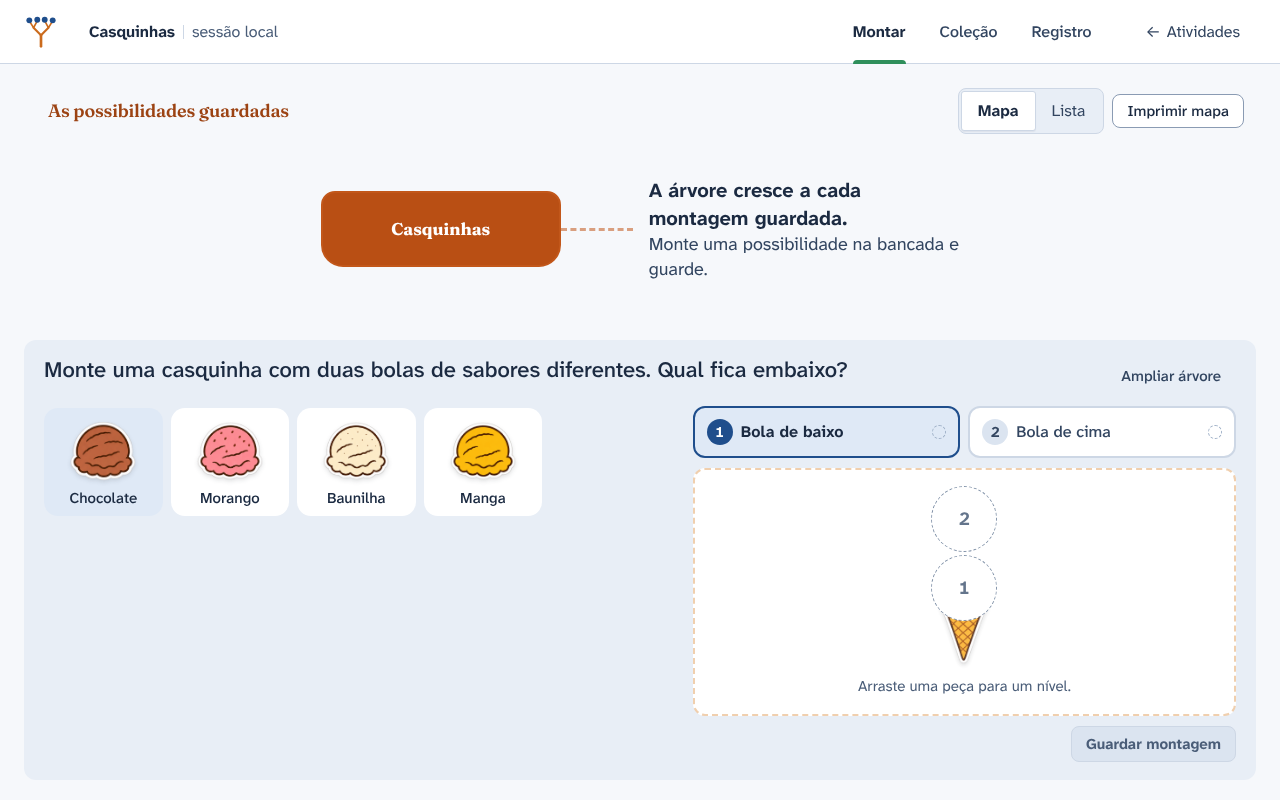 Casquinhas
sessão local
Montar
Coleção
Registro
← Atividades
As possibilidades guardadas
Mapa
Lista
Imprimir mapa
Casquinhas
A árvore cresce a cada
montagem guardada.
Monte uma possibilidade na bancada e
guarde.
Monte uma casquinha com duas bolas de sabores diferentes. Qual fica embaixo?
Ampliar árvore
Chocolate
Morango
Baunilha
Manga
1 Bola de baixo
2 Bola de cima
2
1
Arraste uma peça para um nível.
Guardar montagem